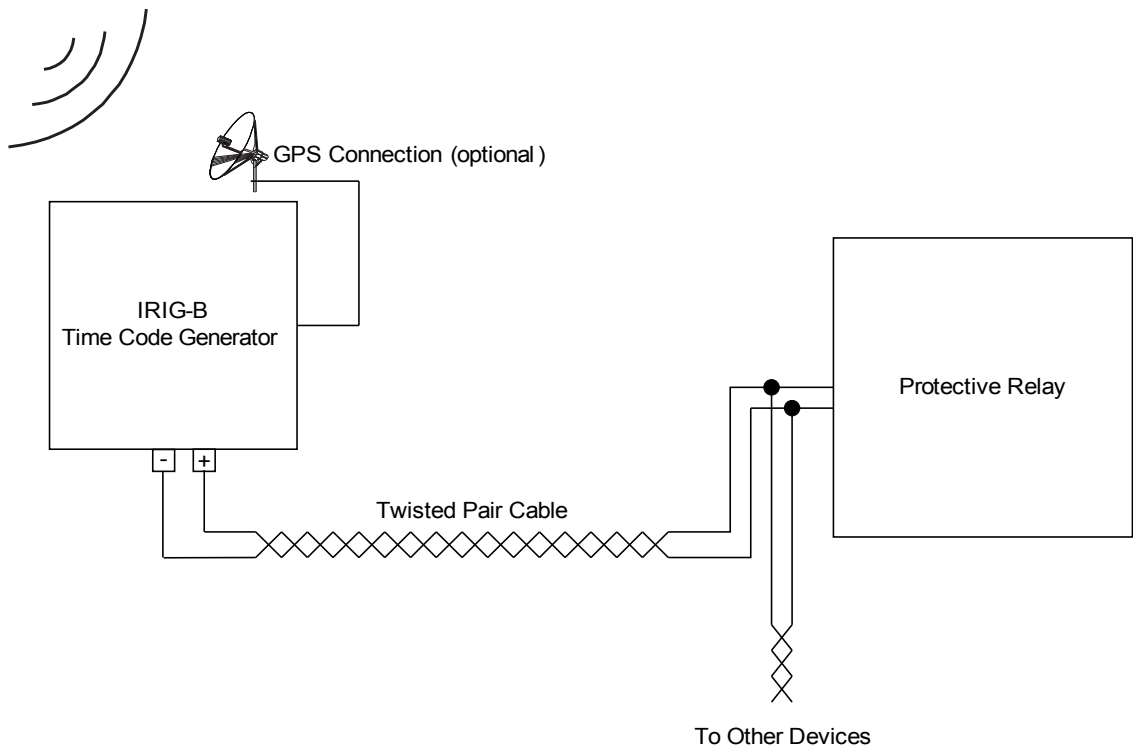 GPS Connection (optional)
IRIG-B
Time Code Generator
Protective Relay
- +
Twisted Pair Cable
To Other Devices